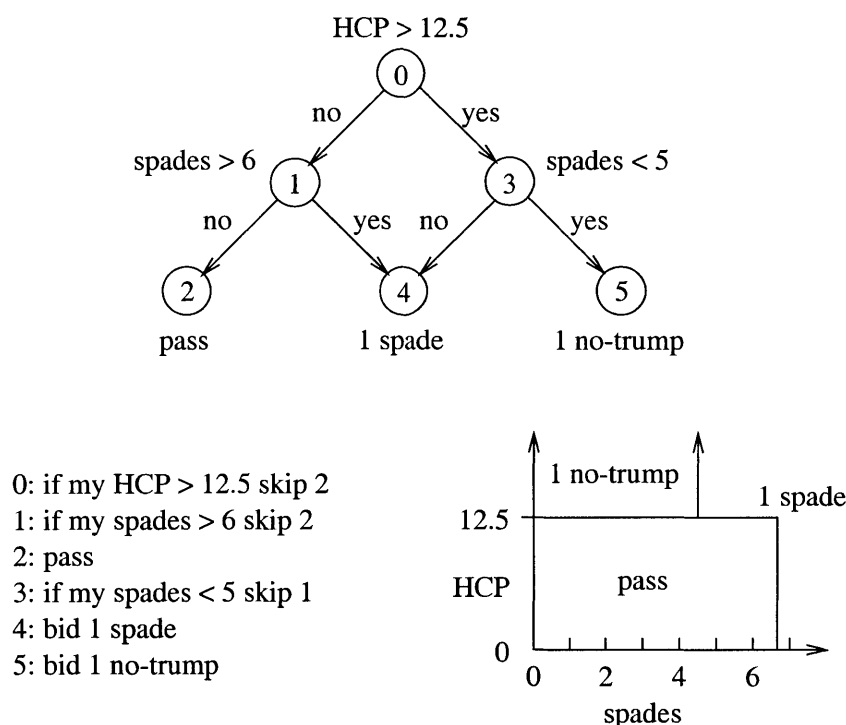 HCP > 12.5
0
no yes
spades > 6 1 3 spades < 5
no yes no yes
2 4 5
pass 1 spade 1 no-trump
0: if my HCP > 12.5 skip 2
1: if my spades > 6 skip 2
2: pass
3: if my spades < 5 skip 1
4: bid 1 spade
5: bid 1 no-trump
1 no-trump
1 spade
12.5
HCP pass
0
0 2 4 6
spades